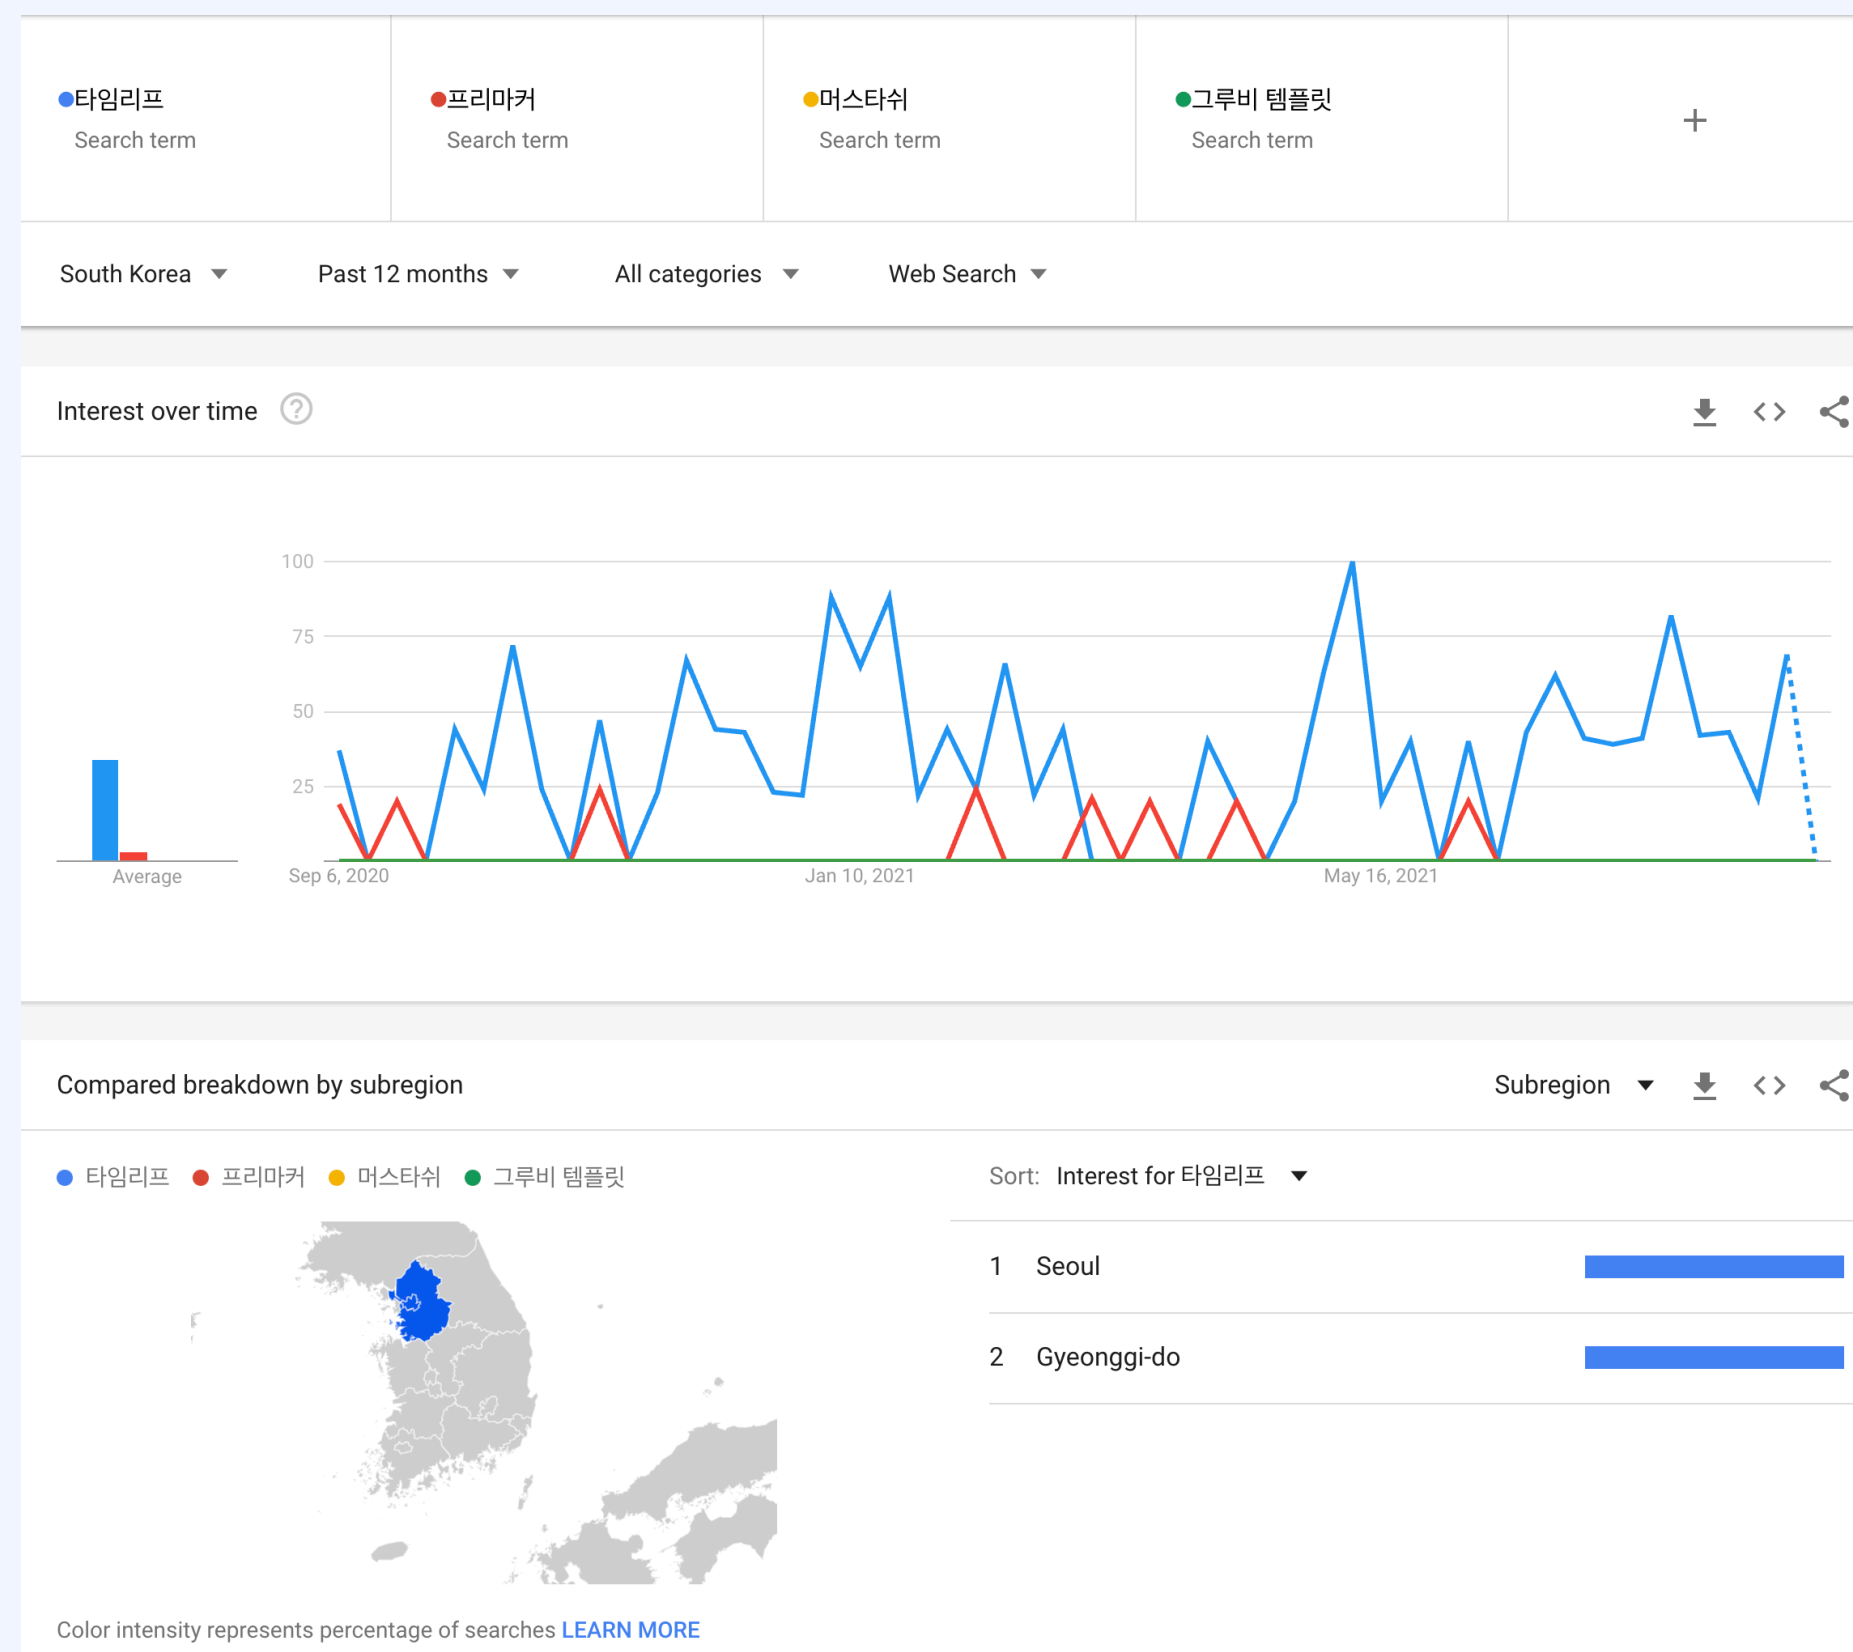 타임리프
Search term
프리마커
Search term
머스타쉬
Search term
그루비 템플릿
Search term
+
South Korea
Past 12 months
All categories
Web Search
Interest over time
?
100
75
50
25
Average
Sep 6, 2020
Jan 10, 2021
May 16, 2021
Compared breakdown by subregion
Subregion
타임리프 프리마커 머스타쉬 그루비 템플릿
Sort: Interest for 타임리프
1 Seoul
2 Gyeonggi-do
Color intensity represents percentage of searches LEARN MORE